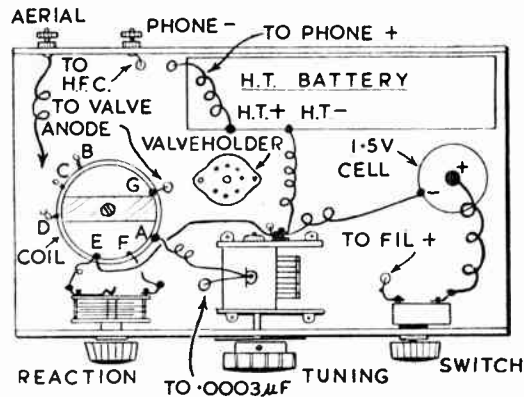 AERIAL
PHONE-
TO PHONE +
TO
H.F.C.
TO VALVE
ANODE
H.T. BATTERY
H.T.+ H.T-
VALVEHOLDER
1·5V
CELL
+
-
B
C
G
D
A
E
F
COIL
TO FIL +
REACTION
TO ·0003µF
TUNING
SWITCH